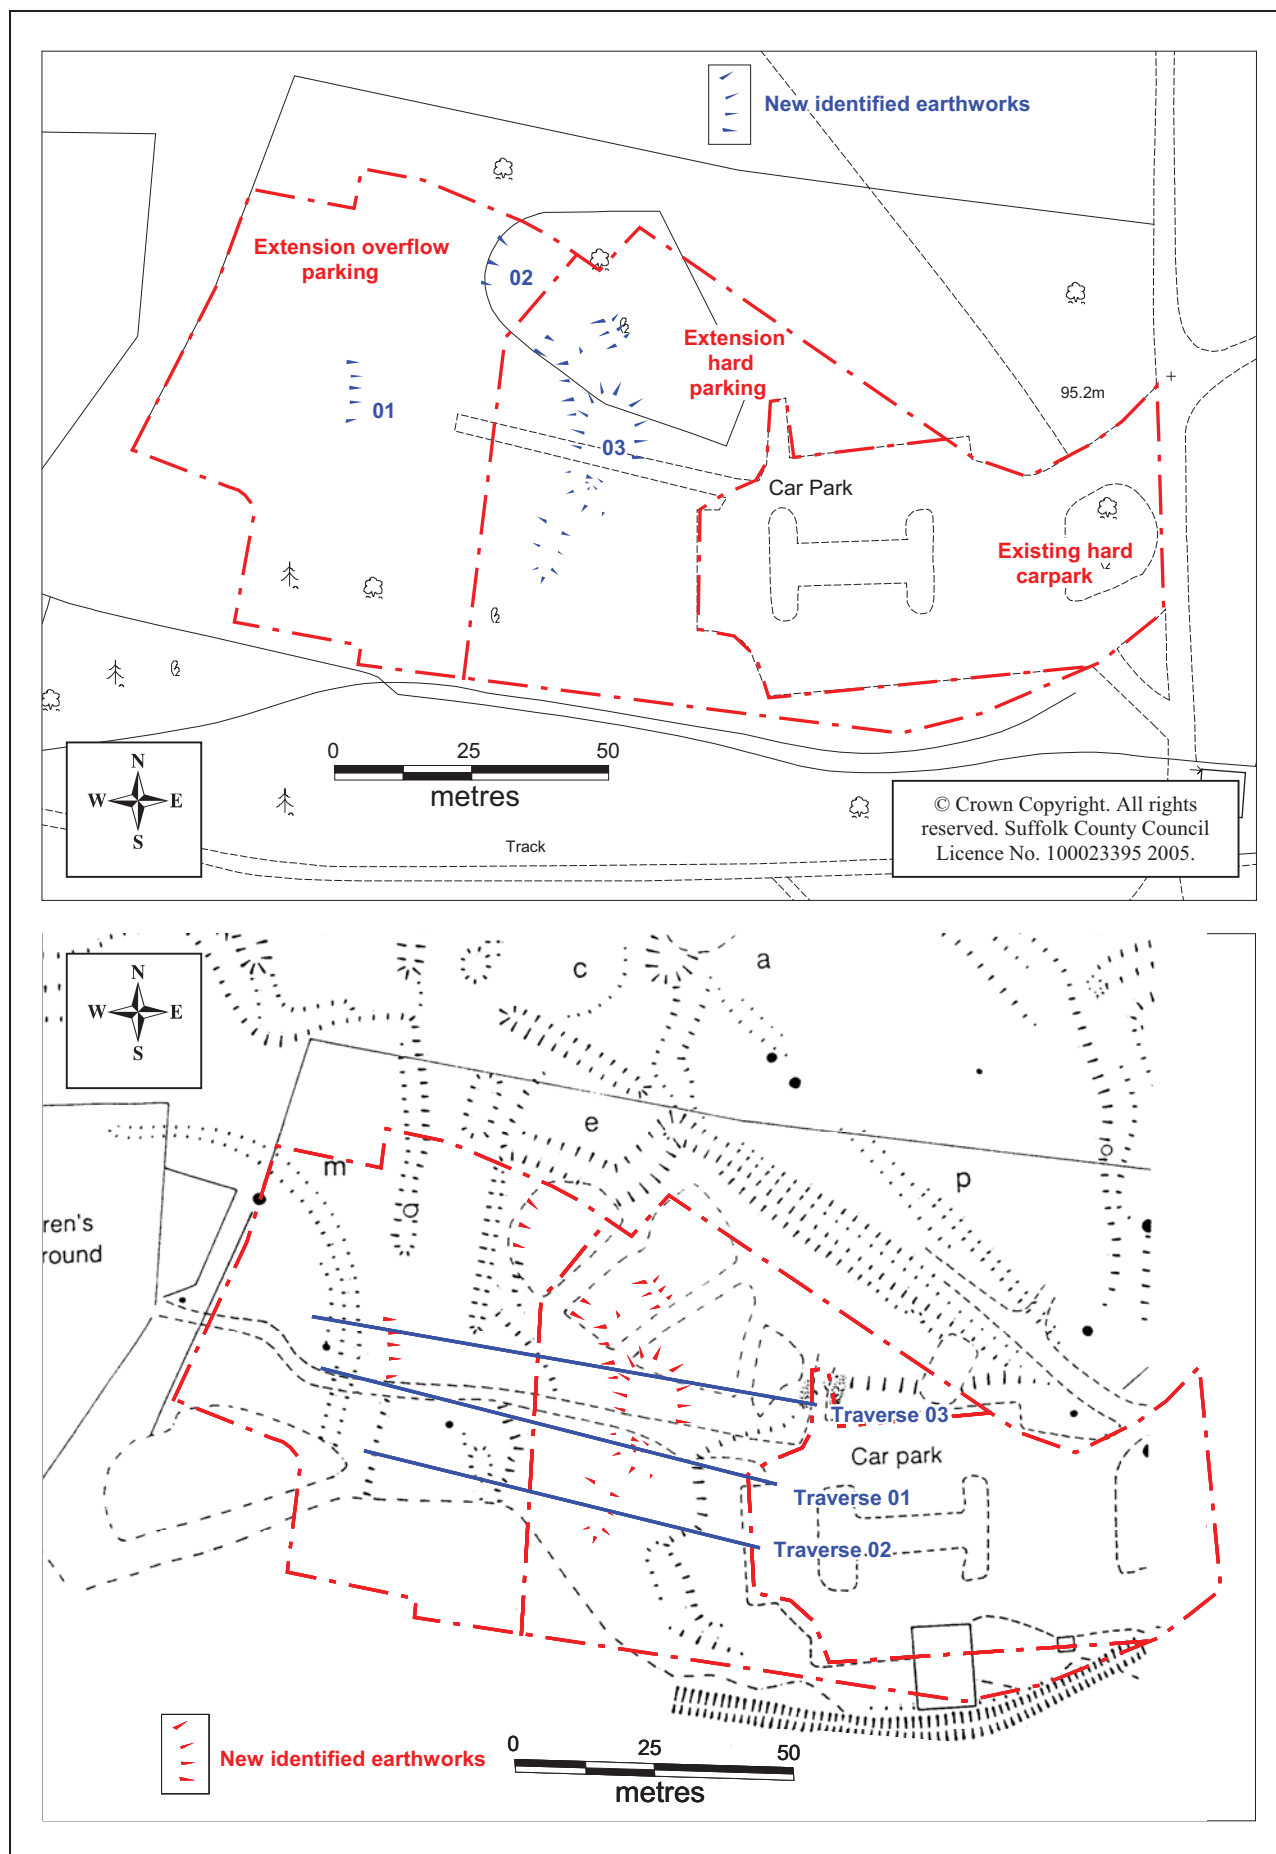 New identified earthworks
Extension overflow
parking
02
Extension
hard
parking
01
03
95.2m
Car Park
Existing hard
carpark
N
W E
S
0 25 50
metres
Track
© Crown Copyright. All rights
reserved. Suffolk County Council
Licence No. 100023395 2005.
N
W E
S
c
a
e
m
p
ren's
round
Traverse 03
Car park
Traverse 01
Traverse 02
New identified earthworks
0 25 50
metres